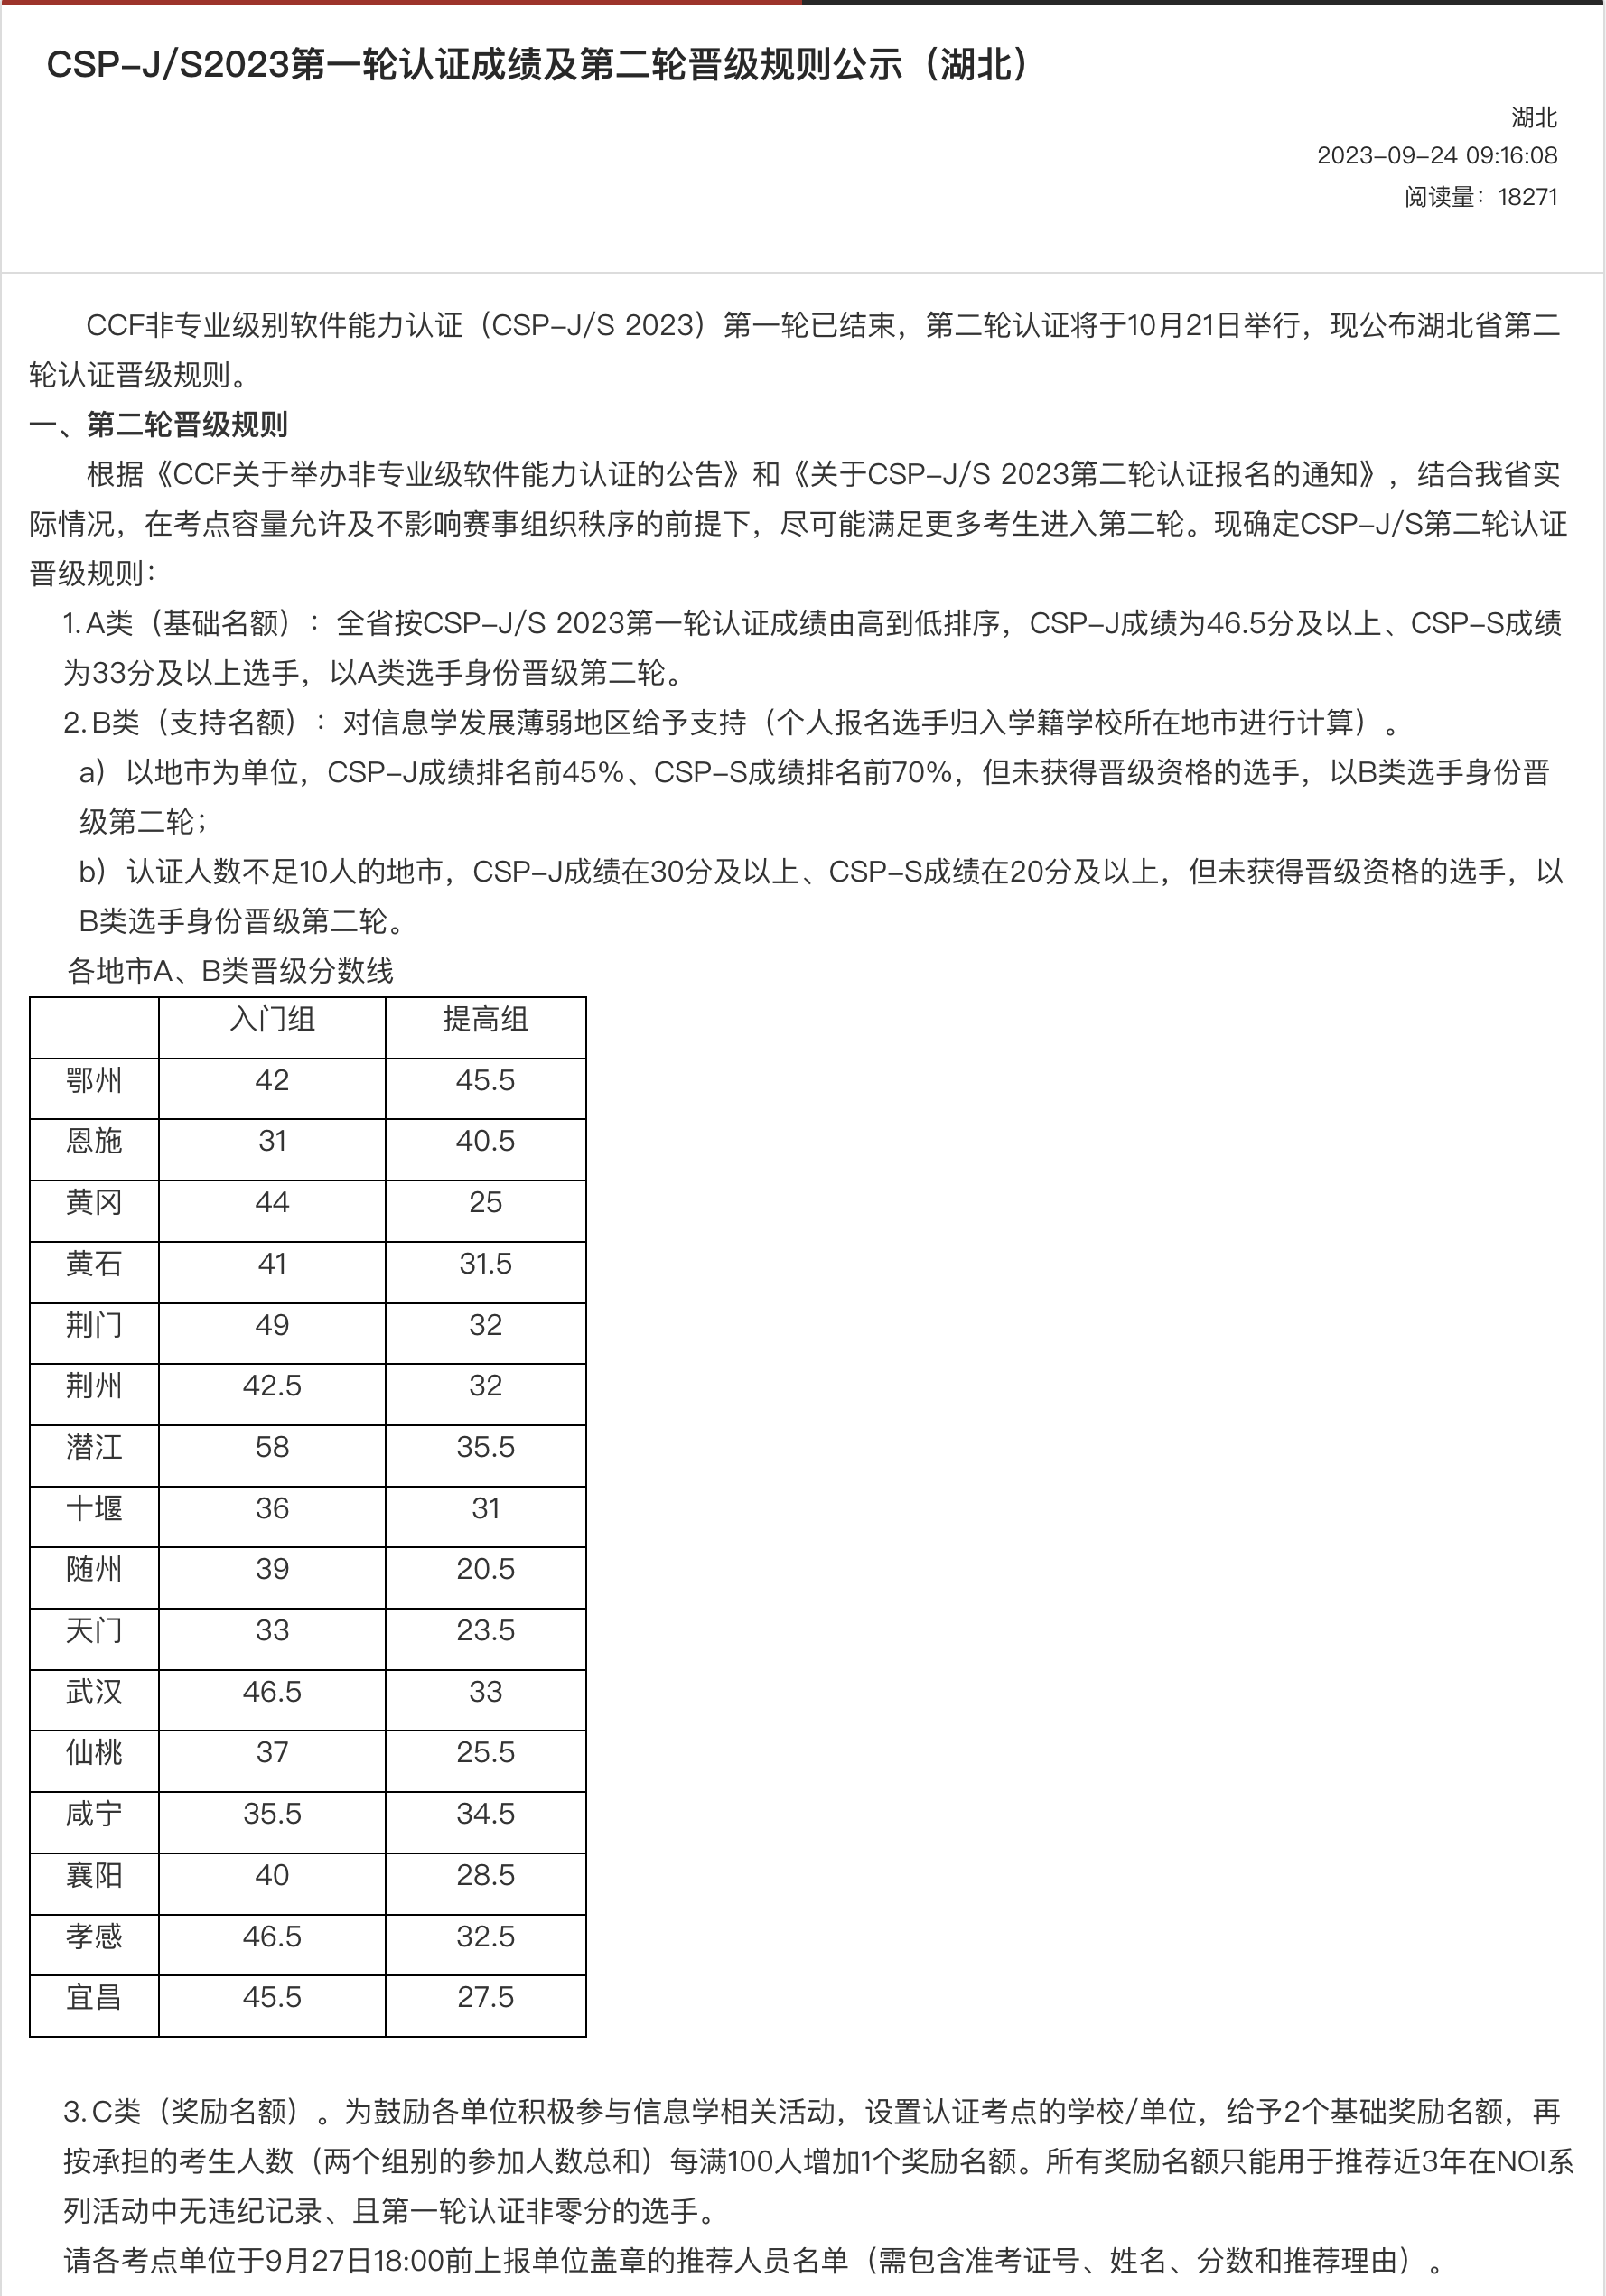 CSP-J/S2023第一轮认证成绩及第二轮晋级规则公示（湖北）
湖北
2023-09-24 09:16:08
阅读量：18271
CCF非专业级别软件能力认证（CSP-J/S 2023）第一轮已结束，第二轮认证将于10月21日举行，现公布湖北省第二
轮认证晋级规则。
一、第二轮晋级规则
根据《CCF关于举办非专业级软件能力认证的公告》和《关于CSP-J/S 2023第二轮认证报名的通知》，结合我省实
际情况，在考点容量允许及不影响赛事组织秩序的前提下，尽可能满足更多考生进入第二轮。现确定CSP-J/S第二轮认证
晋级规则：
1. A类（基础名额）：全省按CSP-J/S 2023第一轮认证成绩由高到低排序，CSP-J成绩为46.5分及以上、CSP-S成绩
为33分及以上选手，以A类选手身份晋级第二轮。
2. B类（支持名额）：对信息学发展薄弱地区给予支持（个人报名选手归入学籍学校所在地市进行计算）。
a）以地市为单位，CSP-J成绩排名前45%、CSP-S成绩排名前70%，但未获得晋级资格的选手，以B类选手身份晋
级第二轮；
b）认证人数不足10人的地市，CSP-J成绩在30分及以上、CSP-S成绩在20分及以上，但未获得晋级资格的选手，以
B类选手身份晋级第二轮。
各地市A、B类晋级分数线
入门组 提高组
鄂州 42 45.5
恩施 31 40.5
黄冈 44 25
黄石 41 31.5
荆门 49 32
荆州 42.5 32
潜江 58 35.5
十堰 36 31
随州 39 20.5
天门 33 23.5
武汉 46.5 33
仙桃 37 25.5
咸宁 35.5 34.5
襄阳 40 28.5
孝感 46.5 32.5
宜昌 45.5 27.5
3. C类（奖励名额）。为鼓励各单位积极参与信息学相关活动，设置认证考点的学校/单位，给予2个基础奖励名额，再
按承担的考生人数（两个组别的参加人数总和）每满100人增加1个奖励名额。所有奖励名额只能用于推荐近3年在NOI系
列活动中无违纪记录、且第一轮认证非零分的选手。
请各考点单位于9月27日18:00前上报单位盖章的推荐人员名单（需包含准考证号、姓名、分数和推荐理由）。